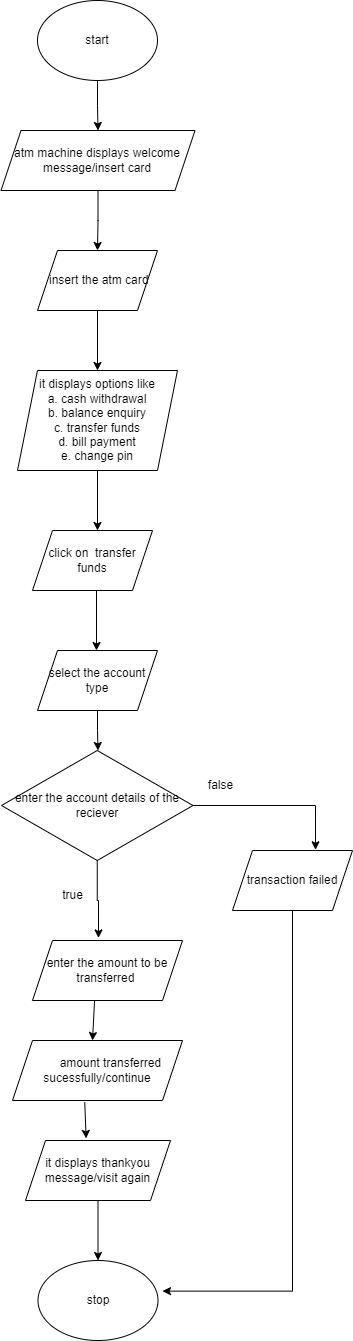 start
atm machine displays welcome
message/insert card
insert the atm card
it displays options like
a. cash withdrawal
b. balance enquiry
c. transfer funds
d. bill payment
e. change pin
click on transfer
funds
select the account
type
enter the account details of the
reciever
false
transaction failed
true
enter the amount to be
transferred
amount transferred
sucessfully/continue
it displays thankyou
message/visit again
stop